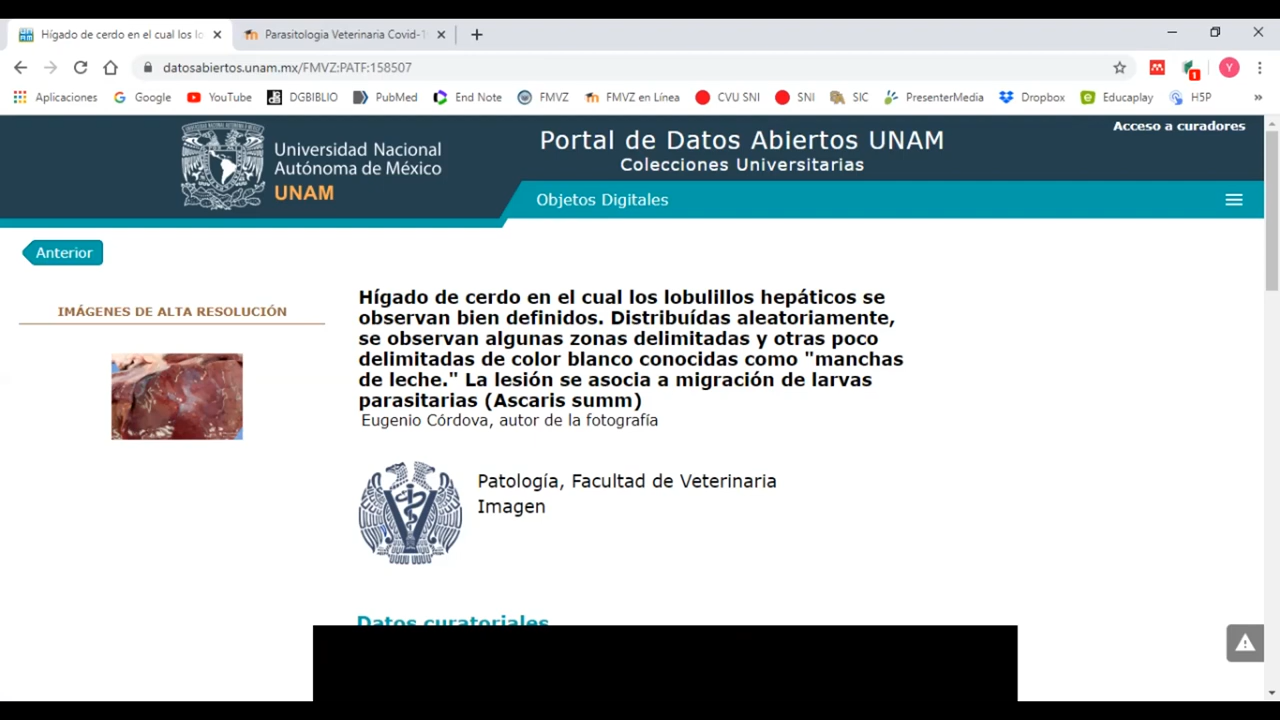 Hígado de cerdo en el cual los lo
Parasitologia Veterinaria Covid-1
datosabiertos.unam.mx/FMVZ:PATF:158507
1
Y
Aplicaciones Google YouTube DGBIBLIO PubMed End Note FMVZ FMVZ en Línea CVU SNI SNI SIC PresenterMedia Dropbox Educaplay H5P »
Acceso a curadores
Universidad Nacional
Autónoma de México
UNAM
Portal de Datos Abiertos UNAM
Colecciones Universitarias
Objetos Digitales
Anterior
IMÁGENES DE ALTA RESOLUCIÓN
Hígado de cerdo en el cual los lobulillos hepáticos se
observan bien definidos. Distribuídas aleatoriamente,
se observan algunas zonas delimitadas y otras poco
delimitadas de color blanco conocidas como "manchas
de leche." La lesión se asocia a migración de larvas
parasitarias (Ascaris summ)
Eugenio Córdova, autor de la fotografía
Patología, Facultad de Veterinaria
Imagen
Datos curatoriales